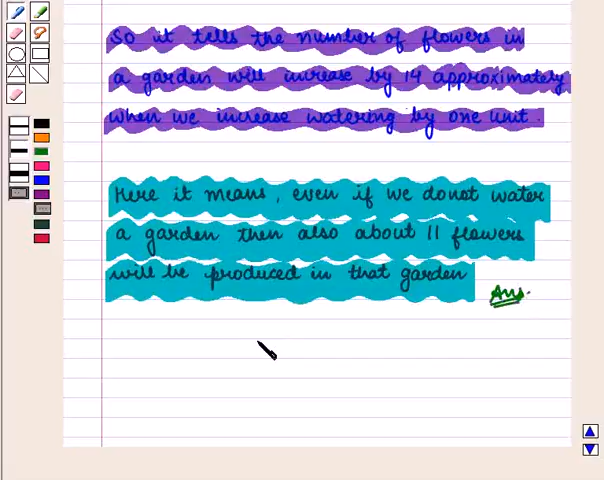 So it tells the number of flowers in
a garden will increase by 14 approximately
when we increase watering by one unit.
Here it means, even if we donot water
a garden then also about 11 flowers
will be produced in that garden
Ans.